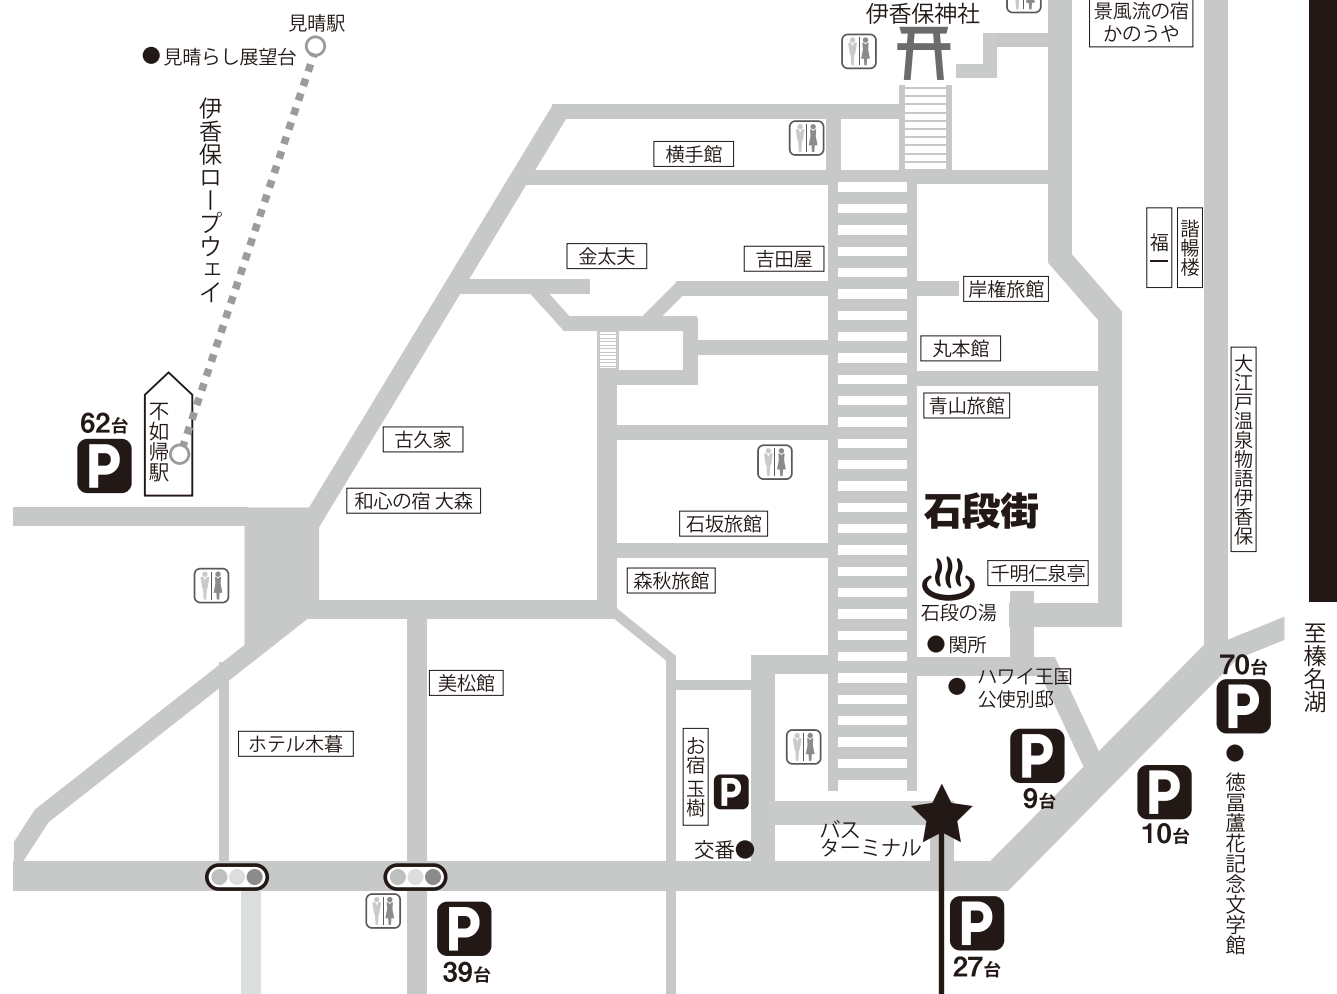 伊香保神社
景風流の宿
かのうや
見晴駅
見晴らし展望台
伊香保ロープウェイ
横手館
金太夫
吉田屋
福一
諧暢楼
岸権旅館
丸本館
青山旅館
大江戸温泉物語伊香保
62台
P
不如帰駅
古久家
和心の宿 大森
石坂旅館
森秋旅館
石段街
千明仁泉亭
石段の湯
関所
ハワイ王国
公使別邸
至榛名湖
70台
P
美松館
ホテル木暮
お宿 玉樹
P
交番
バス
ターミナル
P
9台
P
10台
徳冨蘆花記念文学館
P
39台
P
27台